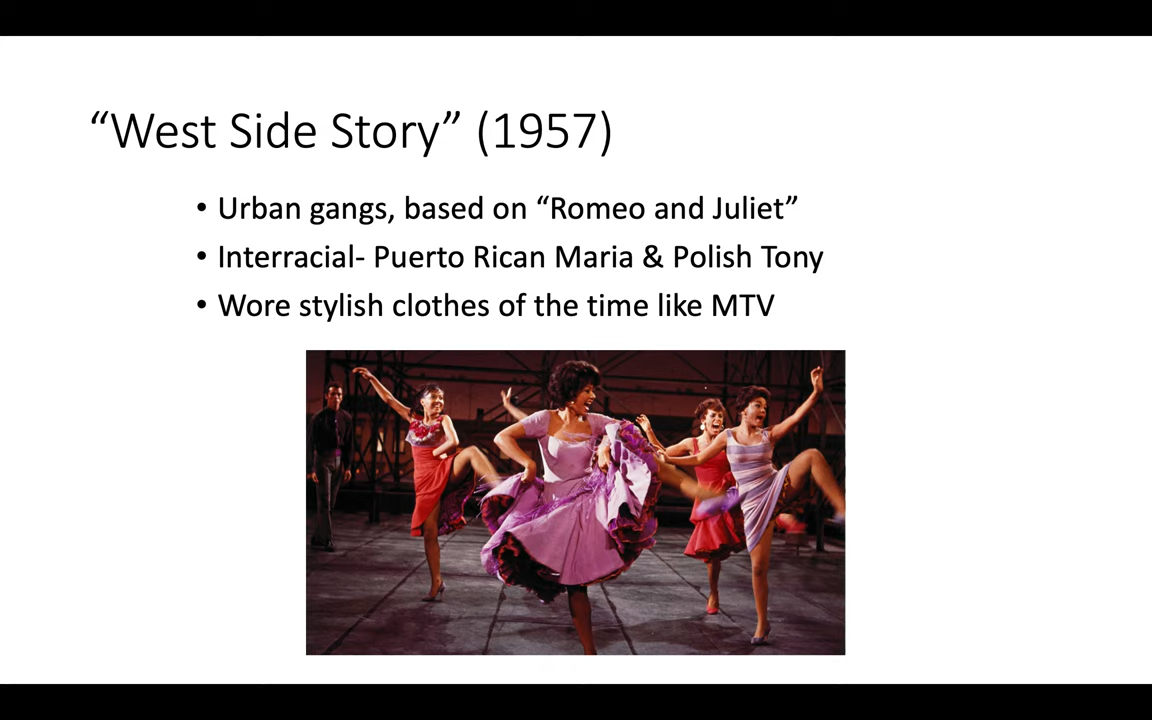 “West Side Story” (1957)
• Urban gangs, based on “Romeo and Juliet”
• Interracial- Puerto Rican Maria & Polish Tony
• Wore stylish clothes of the time like MTV